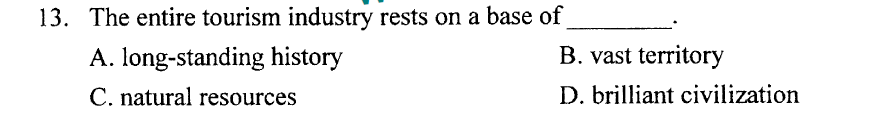 13. The entire tourism industry rests on a base of ________.
A. long-standing history B. vast territory
C. natural resources D. brilliant civilization